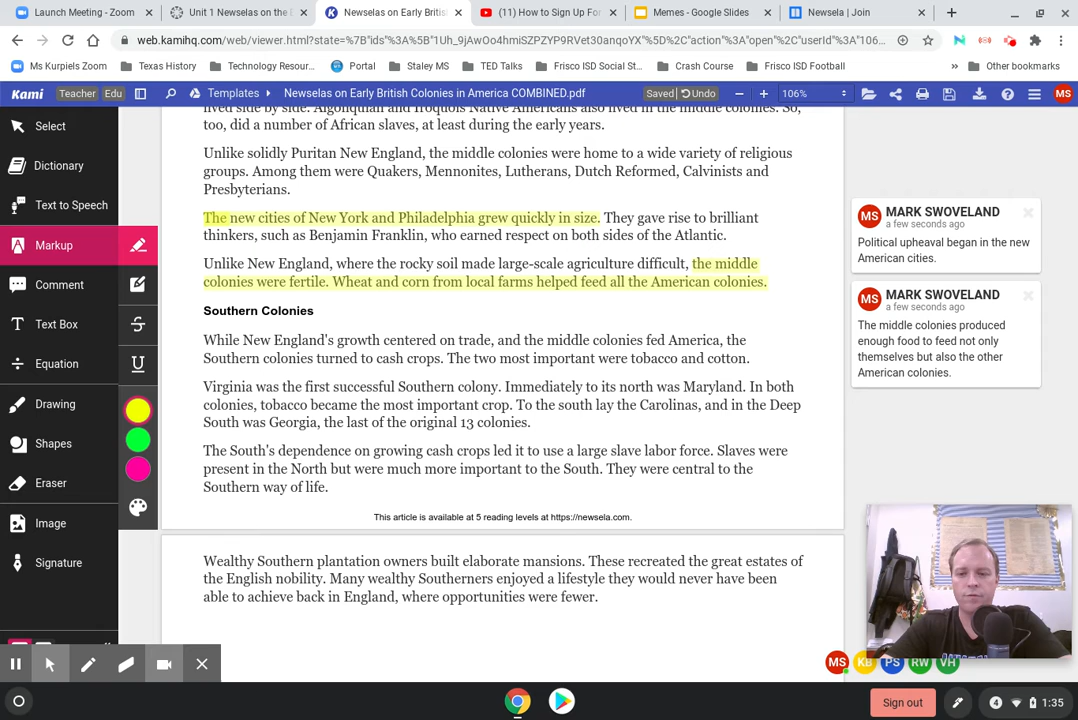 Launch Meeting - Zoom
Unit 1 Newselas on the E
Newselas on Early Britis
(11) How to Sign Up For
Memes - Google Slides
Newsela | Join
web.kamihq.com/web/viewer.html?state=%7B"ids"%3A%5B"1Uh_9jAwOo4hmiSZPZYP9RVet30anqoYX"%5D%2C"action"%3A"open"%2C"userId"%3A"106...
Ms Kurpiels Zoom
Texas History
Technology Resour...
Portal
Staley MS
TED Talks
Frisco ISD Social St...
Crash Course
Frisco ISD Football
»
Other bookmarks
Kami
Teacher
Edu
Templates › Newselas on Early British Colonies in America COMBINED.pdf
Saved
Undo
106%
MS
Select
Dictionary
Text to Speech
Markup
Comment
Text Box
Equation
Drawing
Shapes
Eraser
Image
Signature
lived side by side. Algonquian and Iroquois Native Americans also lived in the middle colonies. So,
too, did a number of African slaves, at least during the early years.
Unlike solidly Puritan New England, the middle colonies were home to a wide variety of religious
groups. Among them were Quakers, Mennonites, Lutherans, Dutch Reformed, Calvinists and
Presbyterians.
The new cities of New York and Philadelphia grew quickly in size. They gave rise to brilliant
thinkers, such as Benjamin Franklin, who earned respect on both sides of the Atlantic.
Unlike New England, where the rocky soil made large-scale agriculture difficult, the middle
colonies were fertile. Wheat and corn from local farms helped feed all the American colonies.
Southern Colonies
While New England's growth centered on trade, and the middle colonies fed America, the
Southern colonies turned to cash crops. The two most important were tobacco and cotton.
Virginia was the first successful Southern colony. Immediately to its north was Maryland. In both
colonies, tobacco became the most important crop. To the south lay the Carolinas, and in the Deep
South was Georgia, the last of the original 13 colonies.
The South's dependence on growing cash crops led it to use a large slave labor force. Slaves were
present in the North but were much more important to the South. They were central to the
Southern way of life.
This article is available at 5 reading levels at https://newsela.com.
Wealthy Southern plantation owners built elaborate mansions. These recreated the great estates of
the English nobility. Many wealthy Southerners enjoyed a lifestyle they would never have been
able to achieve back in England, where opportunities were fewer.
MS
MARK SWOVELAND
a few seconds ago
Political upheaval began in the new
American cities.
MS
MARK SWOVELAND
a few seconds ago
The middle colonies produced
enough food to feed not only
themselves but also the other
American colonies.
MS
KB
PS
RW
VH
Sign out
4
1:35